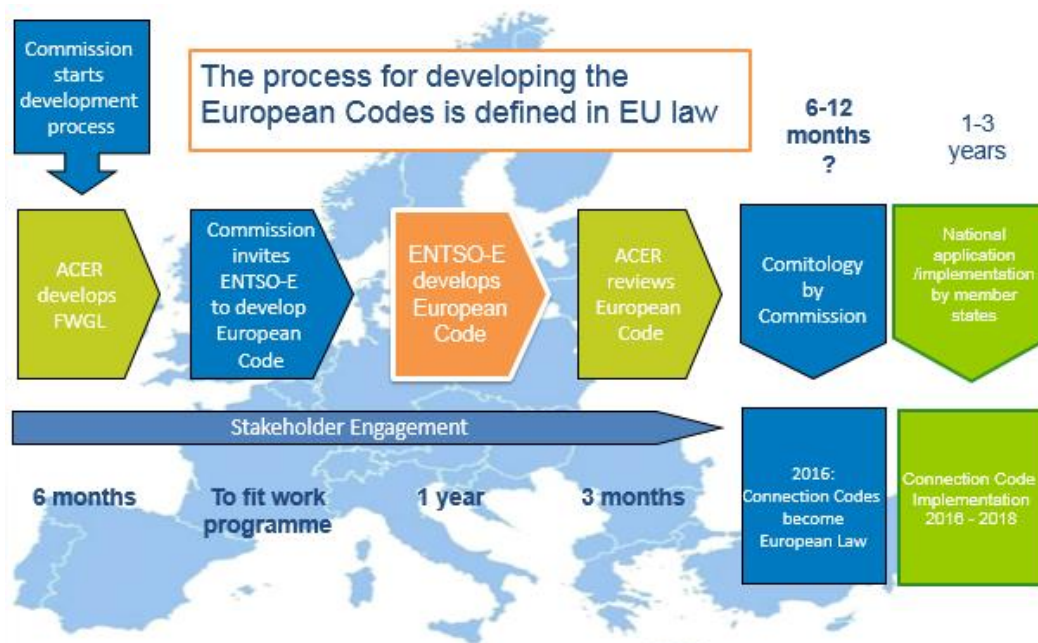 Commission
starts
development
process
The process for developing the
European Codes is defined in EU law
6-12
months
?
1-3
years
ACER
develops
FWGL
Commission
invites
ENTSO-E
to develop
European
Code
ENTSO-E
develops
European
Code
ACER
reviews
European
Code
Comitology
by
Commission
National
application
/implementation
by member
states
Stakeholder Engagement
6 months
To fit work
programme
1 year
3 months
2016:
Connection Codes
become
European Law
Connection Code
Implementation
2016 - 2018